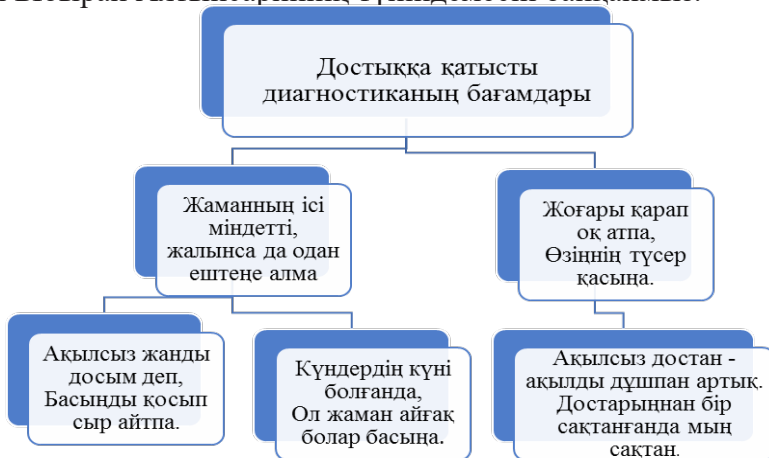 Достыққа қатысты
диагностиканың бағамдары
Жаманның ісі
міндетті,
жалынса да одан
ештеңе алма
Жоғары қарап
оқ атпа,
Өзіңнің түсер
қасыңа.
Ақылсыз жанды
досым деп,
Басыңды қосып
сыр айтпа.
Күндердің күні
болғанда,
Ол жаман айғақ
болар басыңа.
Ақылсыз достан -
ақылды дұшпан артық.
Достарыңнан бір
сақтанғанда мың
сақтан.